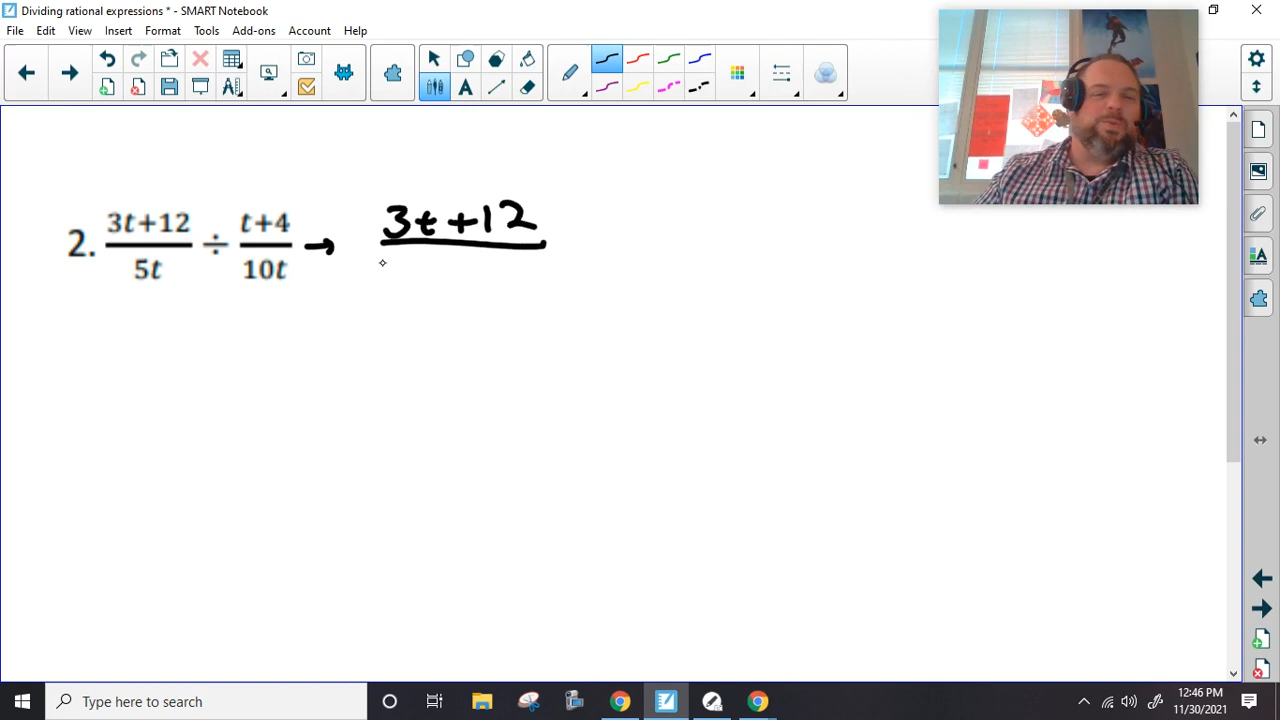 Dividing rational expressions * - SMART Notebook
File Edit View Insert Format Tools Add-ons Account Help
2. 3t+12 / 5t ÷ t+4 / 10t → 3t+12
Type here to search
12:46 PM
11/30/2021